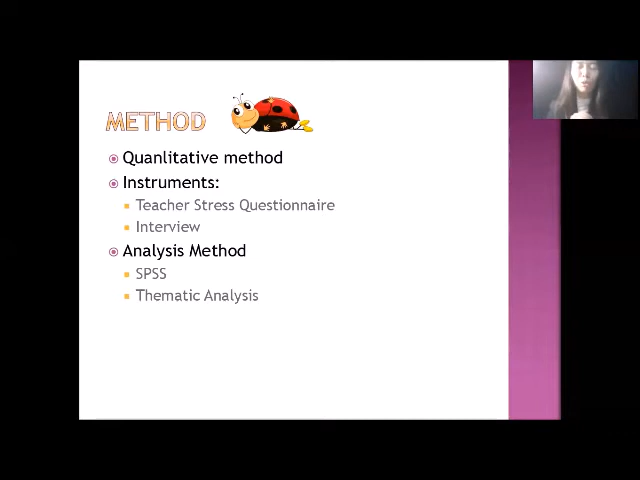 METHOD
Quanlitative method
Instruments:
Teacher Stress Questionnaire
Interview
Analysis Method
SPSS
Thematic Analysis